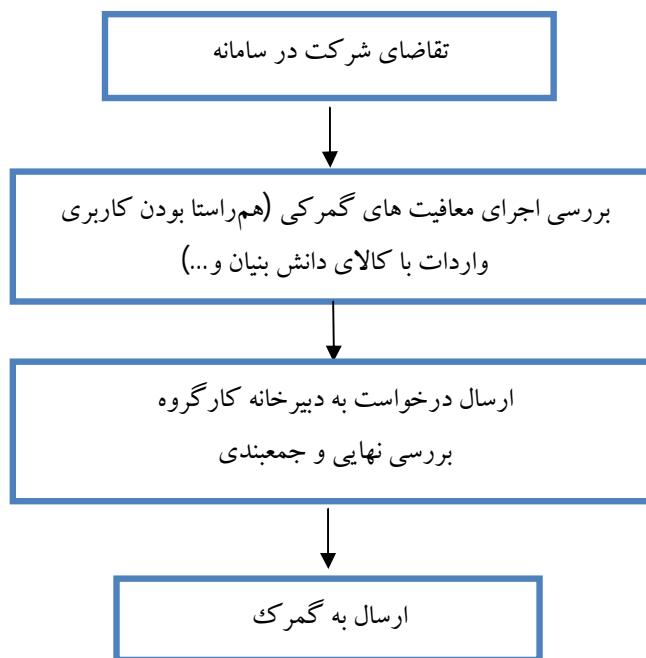 تقاضای شرکت در سامانه
بررسی اجرای معافیت های گمرکی (هم‌راستا بودن کاربری
واردات با کالای دانش بنیان و...)
ارسال درخواست به دبیرخانه کارگروه
بررسی نهایی و جمعبندی
ارسال به گمرک